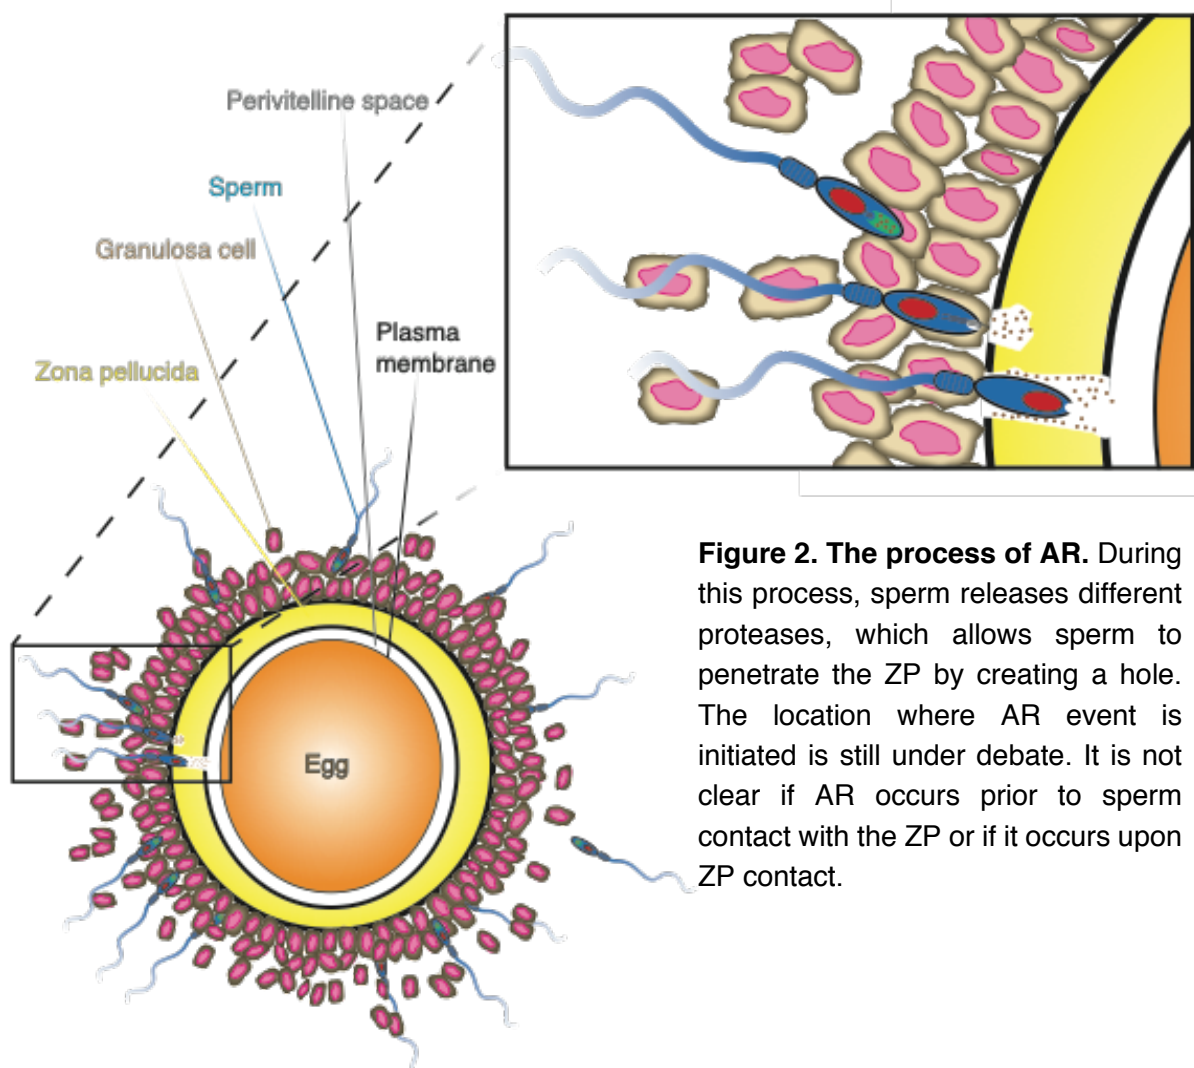 Perivitelline space
Sperm
Granulosa cell
Plasma
membrane
Zona pellucida
Egg
Figure 2. The process of AR. During
this process, sperm releases different
proteases, which allows sperm to
penetrate the ZP by creating a hole.
The location where AR event is
initiated is still under debate. It is not
clear if AR occurs prior to sperm
contact with the ZP or if it occurs upon
ZP contact.